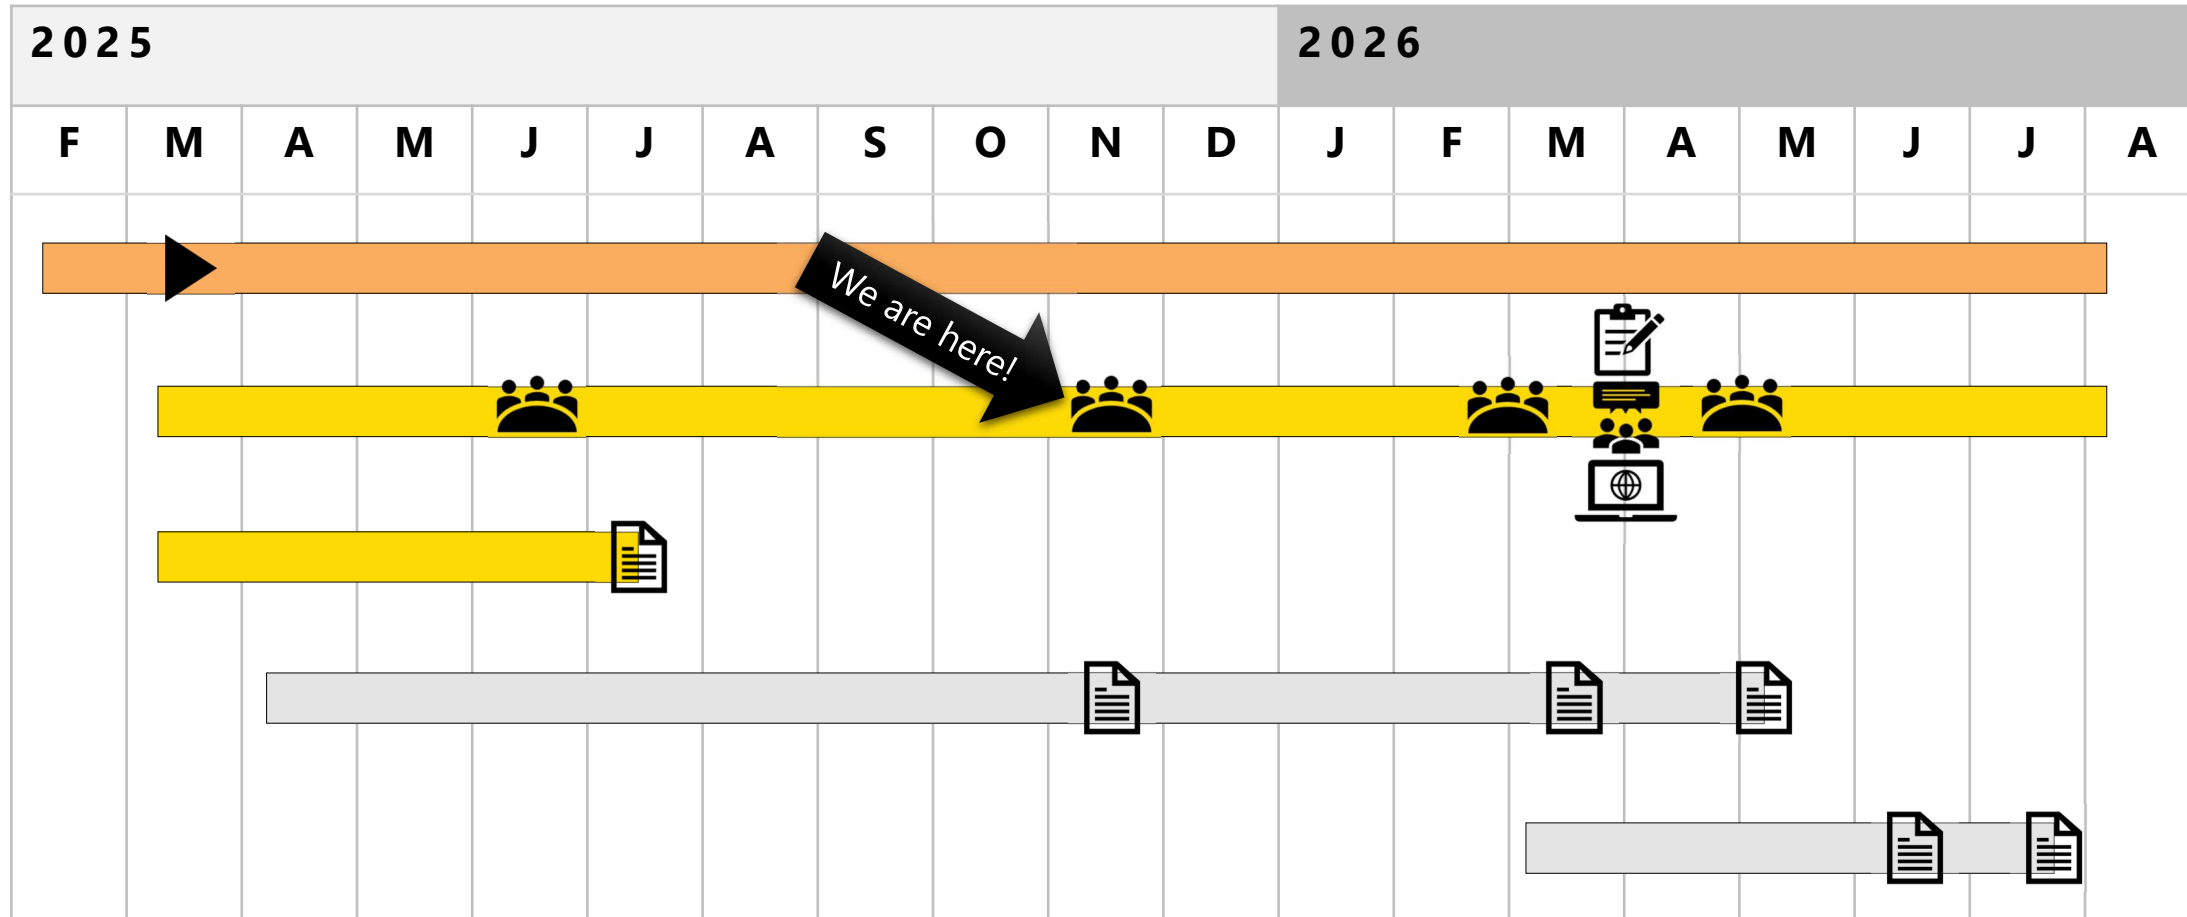 2025 2026
F M A M J J A S O N D J F M A M J J A
We are here!